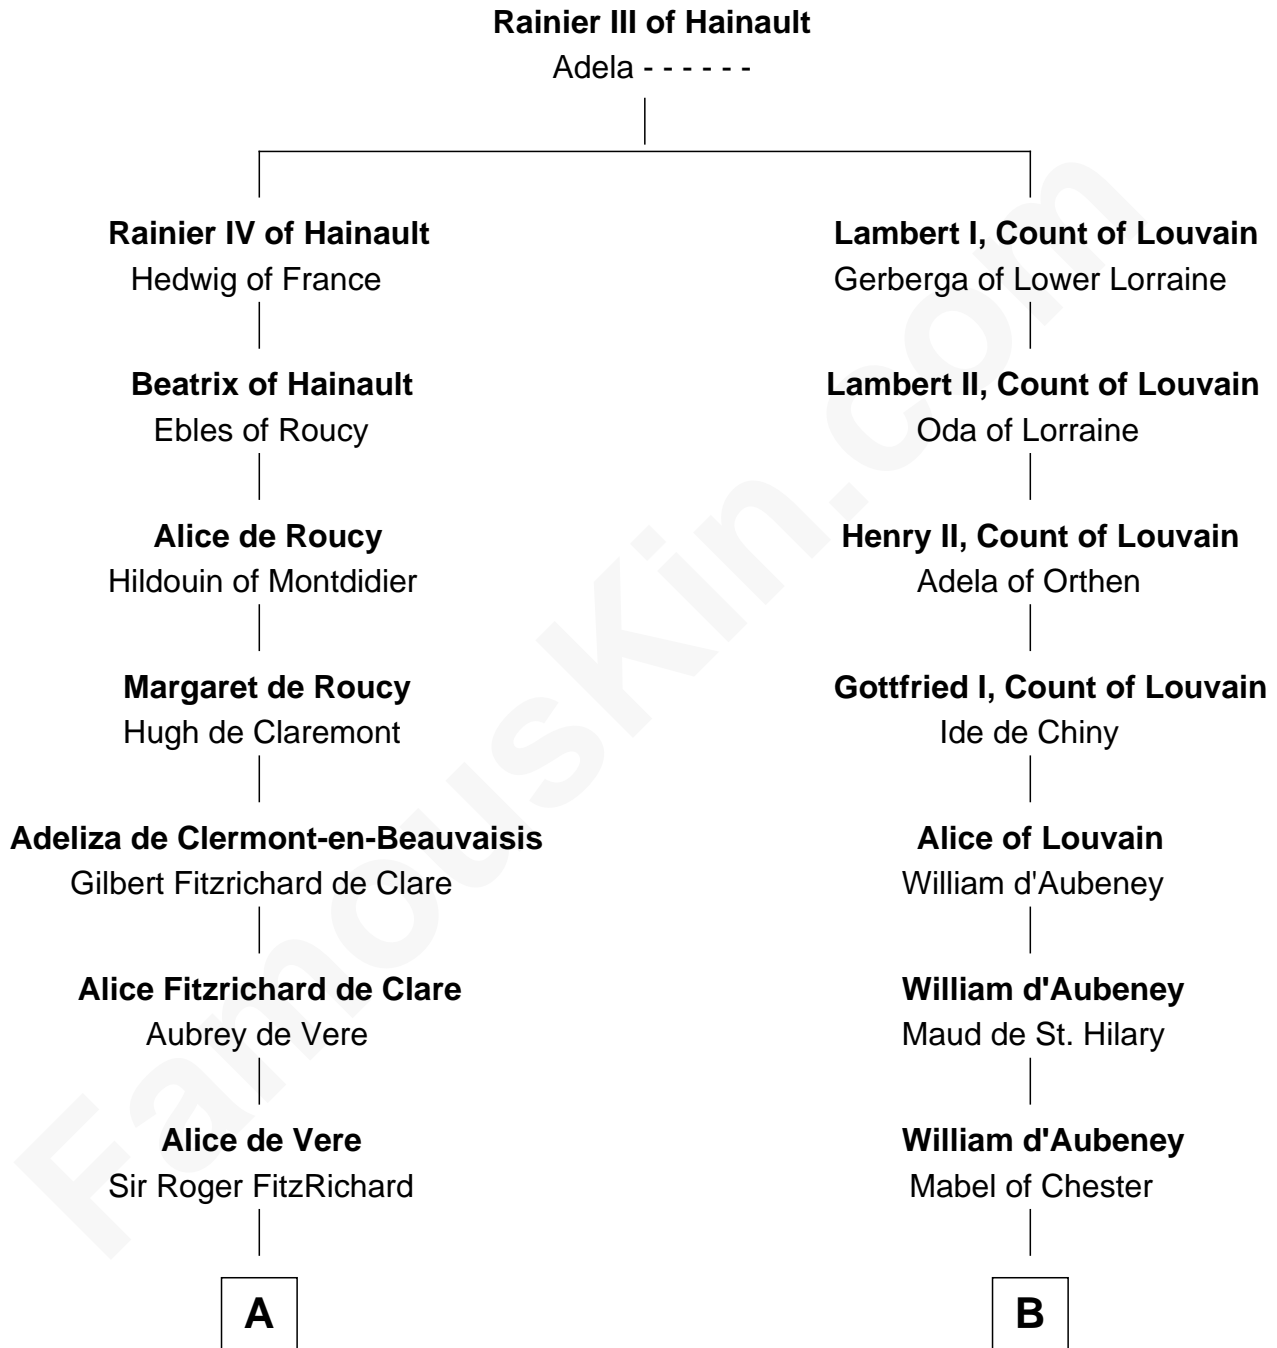 Rainier III of Hainault
Adela - - - - - -
Rainier IV of Hainault
Hedwig of France
Lambert I, Count of Louvain
Gerberga of Lower Lorraine
Beatrix of Hainault
Ebles of Roucy
Lambert II, Count of Louvain
Oda of Lorraine
Alice de Roucy
Hildouin of Montdidier
Henry II, Count of Louvain
Adela of Orthen
Margaret de Roucy
Hugh de Claremont
Gottfried I, Count of Louvain
Ide de Chiny
Adeliza de Clermont-en-Beauvaisis
Gilbert Fitzrichard de Clare
Alice of Louvain
William d'Aubeney
Alice Fitzrichard de Clare
Aubrey de Vere
William d'Aubeney
Maud de St. Hilary
Alice de Vere
Sir Roger FitzRichard
William d'Aubeney
Mabel of Chester
A
B
FamousKin.com